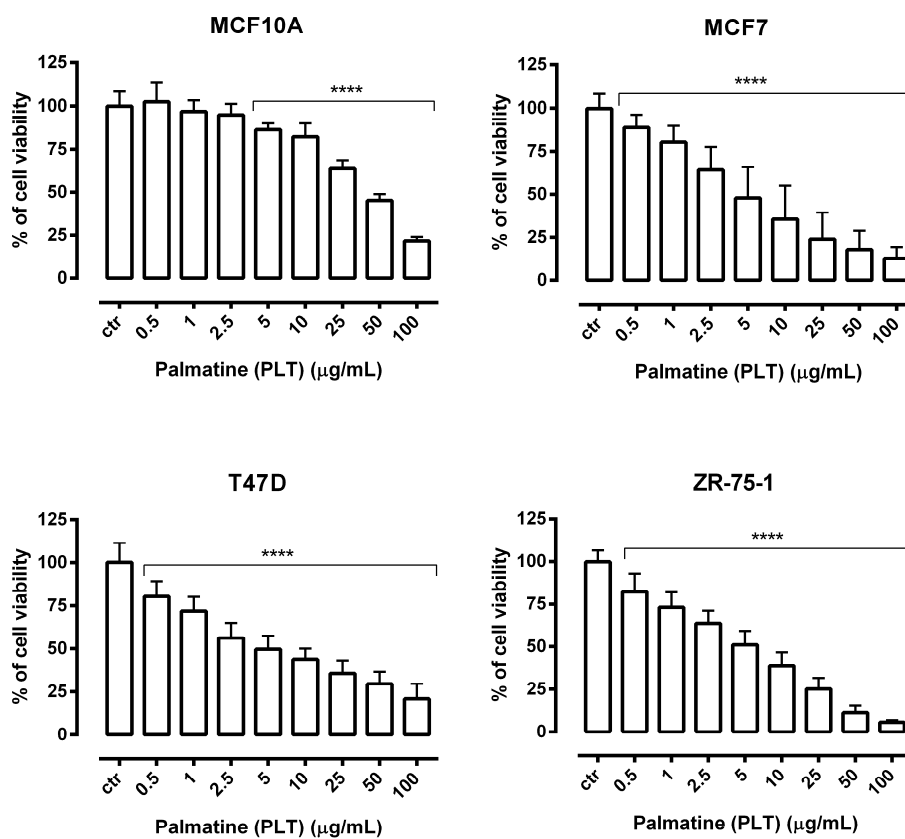 MCF10A
% of cell viability
125
100
75
50
25
0
****
ctr 0.5 1 2.5 5 10 25 50 100
Palmatine (PLT) (μg/mL)
MCF7
% of cell viability
125
100
75
50
25
0
****
ctr 0.5 1 2.5 5 10 25 50 100
Palmatine (PLT) (μg/mL)
T47D
% of cell viability
125
100
75
50
25
0
****
ctr 0.5 1 2.5 5 10 25 50 100
Palmatine (PLT) (μg/mL)
ZR-75-1
% of cell viability
125
100
75
50
25
0
****
ctr 0.5 1 2.5 5 10 25 50 100
Palmatine (PLT) (μg/mL)